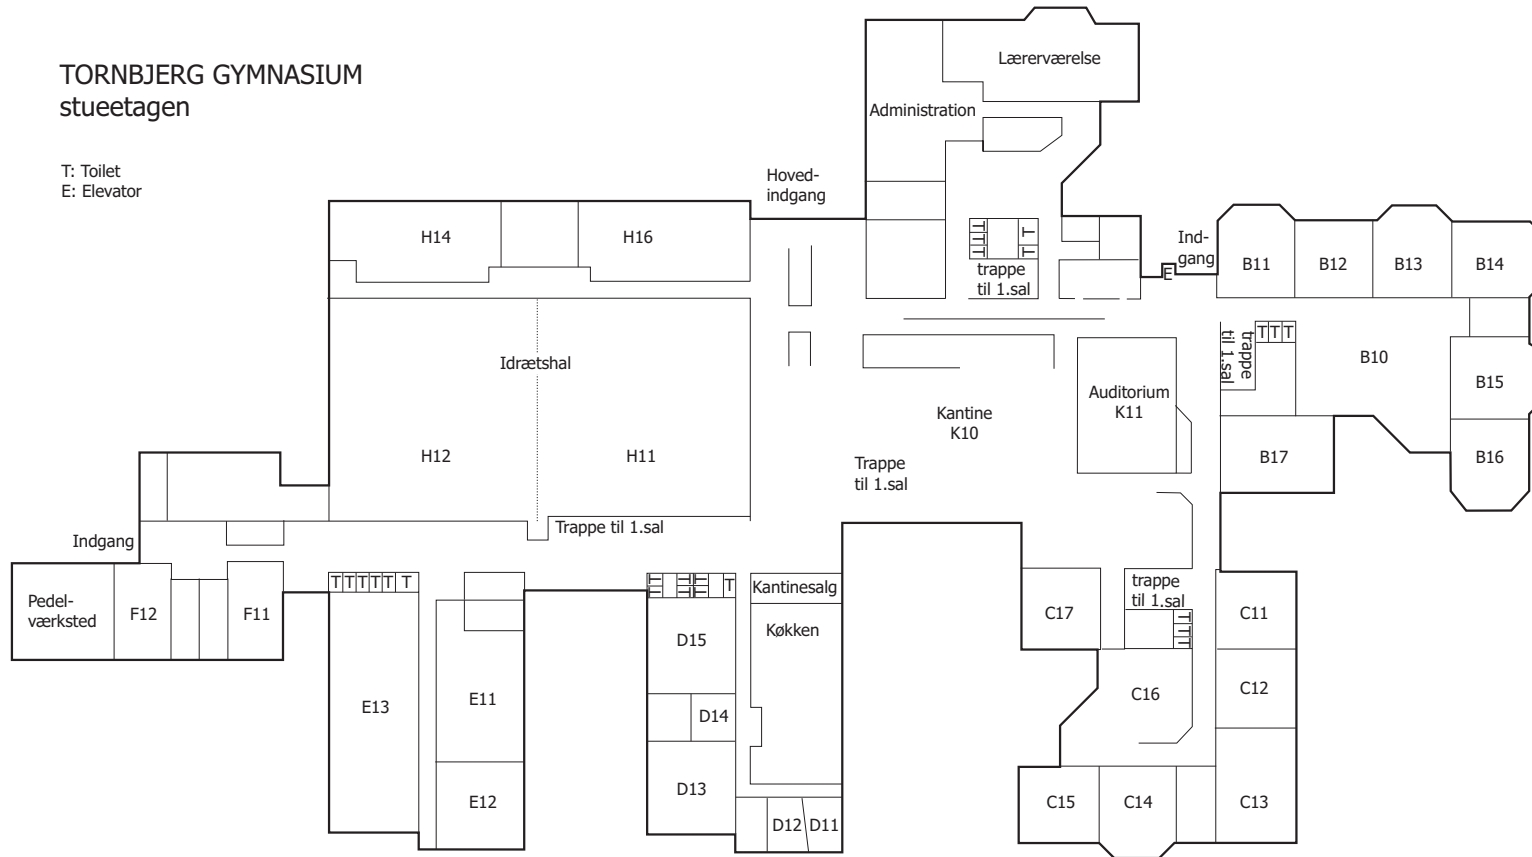 TORNBJERG GYMNASIUM
stueetagen
T: Toilet
E: Elevator
Lærerværelse
Administration
Hoved-
indgang
H14
H16
T
T
T
T
T
trappe
til 1.sal
Ind-
gang
E
B11
B12
B13
B14
trappe
til 1.sal
T T T
B10
B15
B16
B17
Idrætshal
H12
H11
Auditorium
K11
Kantine
K10
Trappe
til 1.sal
Trappe til 1.sal
Indgang
Pedel-
værksted
F12
F11
T T T T T T
E13
E11
E12
T T T T T T T
D15
D14
D13
D12
D11
Kantinesalg
Køkken
C17
trappe
til 1.sal
T
T
T
C11
C12
C16
C15
C14
C13